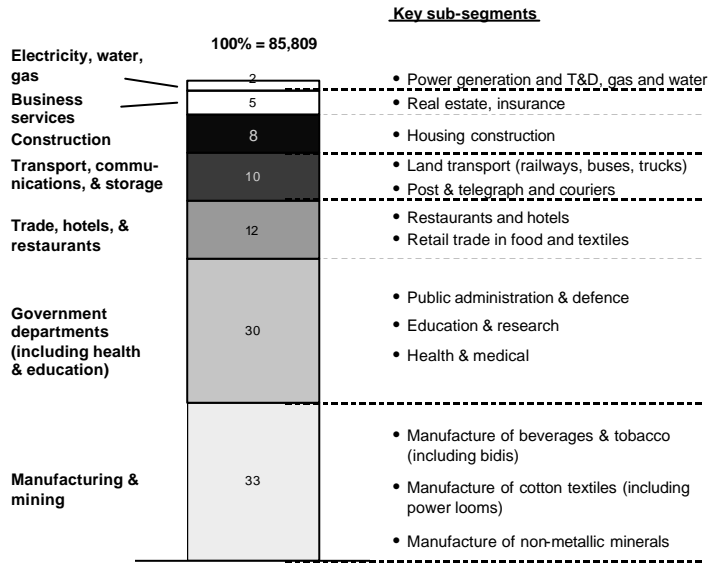 Key sub-segments
100% = 85,809
Electricity, water,
gas
2
• Power generation and T&D, gas and water
Business
services
5
• Real estate, insurance
Construction
8
• Housing construction
Transport, commu-
nications, & storage
10
• Land transport (railways, buses, trucks)
• Post & telegraph and couriers
Trade, hotels, &
restaurants
12
• Restaurants and hotels
• Retail trade in food and textiles
Government
departments
(including health
& education)
30
• Public administration & defence
• Education & research
• Health & medical
Manufacturing &
mining
33
• Manufacture of beverages & tobacco
(including bidis)
• Manufacture of cotton textiles (including
power looms)
• Manufacture of non-metallic minerals